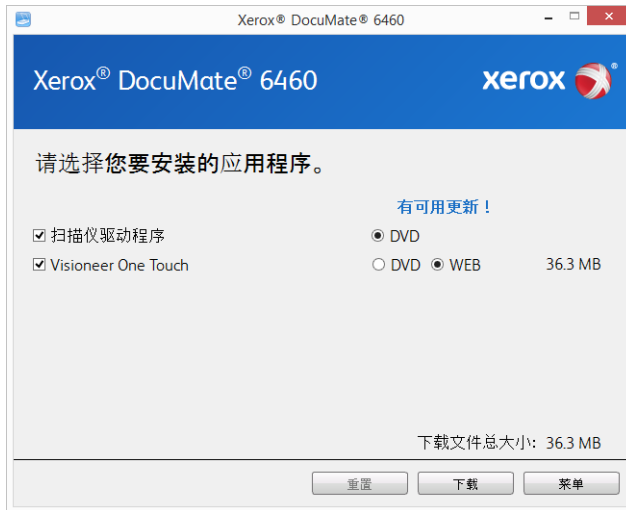 Xerox® DocuMate® 6460
Xerox® DocuMate® 6460
xerox®
请选择您要安装的应用程序。
有可用更新！
扫描仪驱动程序 DVD
Visioneer One Touch DVD WEB 36.3 MB
下载文件总大小: 36.3 MB
重置 下载 菜单